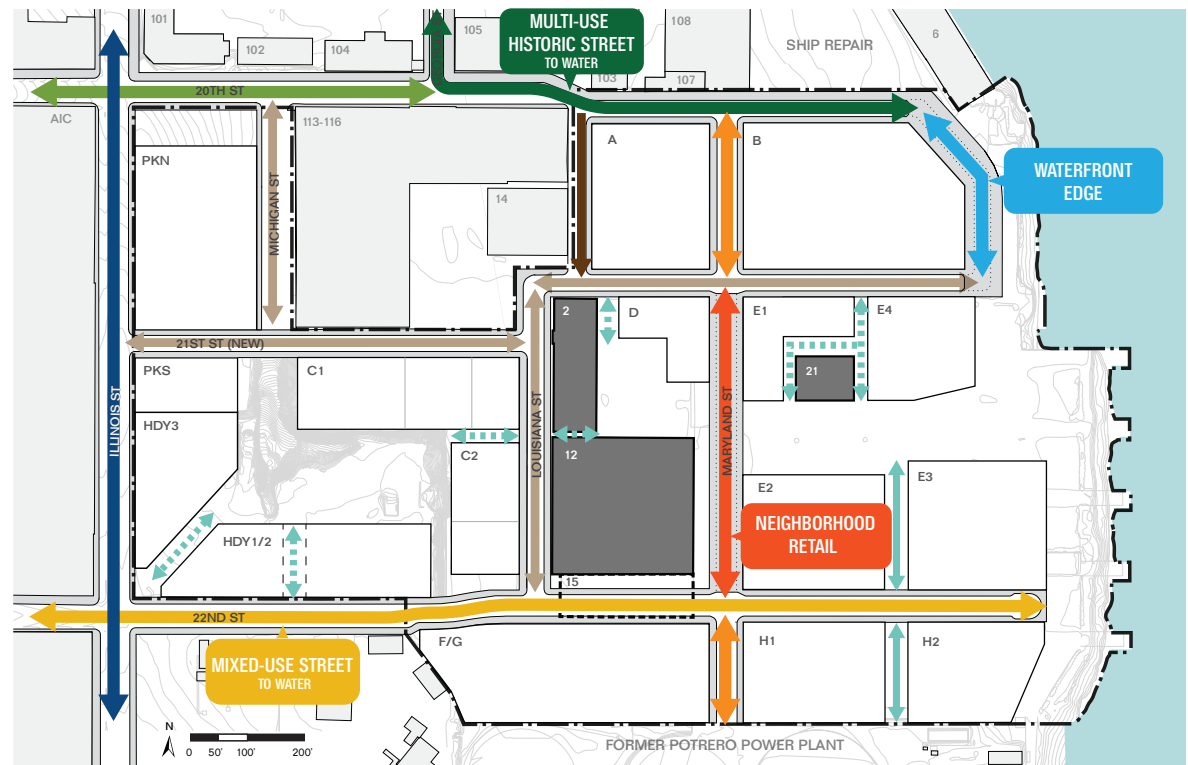 101
102
104
105
MULTI-USE
HISTORIC STREET
TO WATER
108
103
107
SHIP REPAIR
6
20TH ST
AIC
PKN
MICHIGAN ST
113-116
14
A
B
WATERFRONT
EDGE
ILLINOIS ST
21ST ST (NEW)
2
D
E1
E4
21
PKS
HDY3
C1
C2
LOUISIANA ST
12
MARYLAND ST
E2
E3
NEIGHBORHOOD
RETAIL
HDY1/2
15
22ND ST
MIXED-USE STREET
TO WATER
F/G
H1
H2
N
0 50' 100' 200'
FORMER POTRERO POWER PLANT